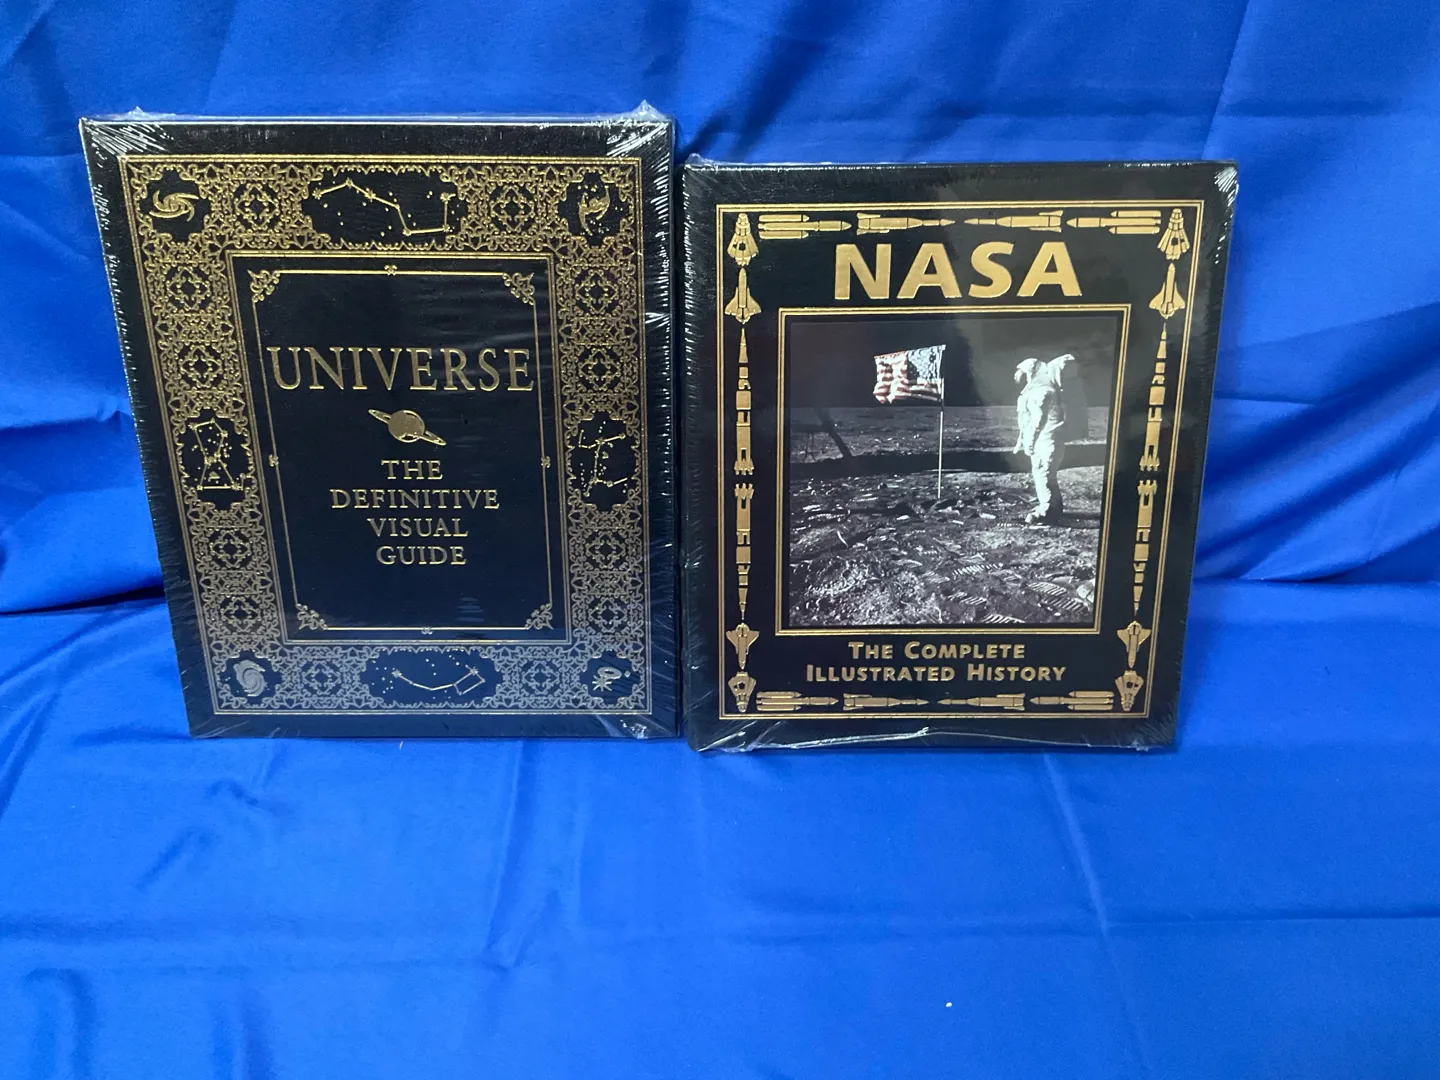 UNIVERSE
THE
DEFINITIVE
VISUAL
GUIDE
NASA
THE COMPLETE
ILLUSTRATED HISTORY